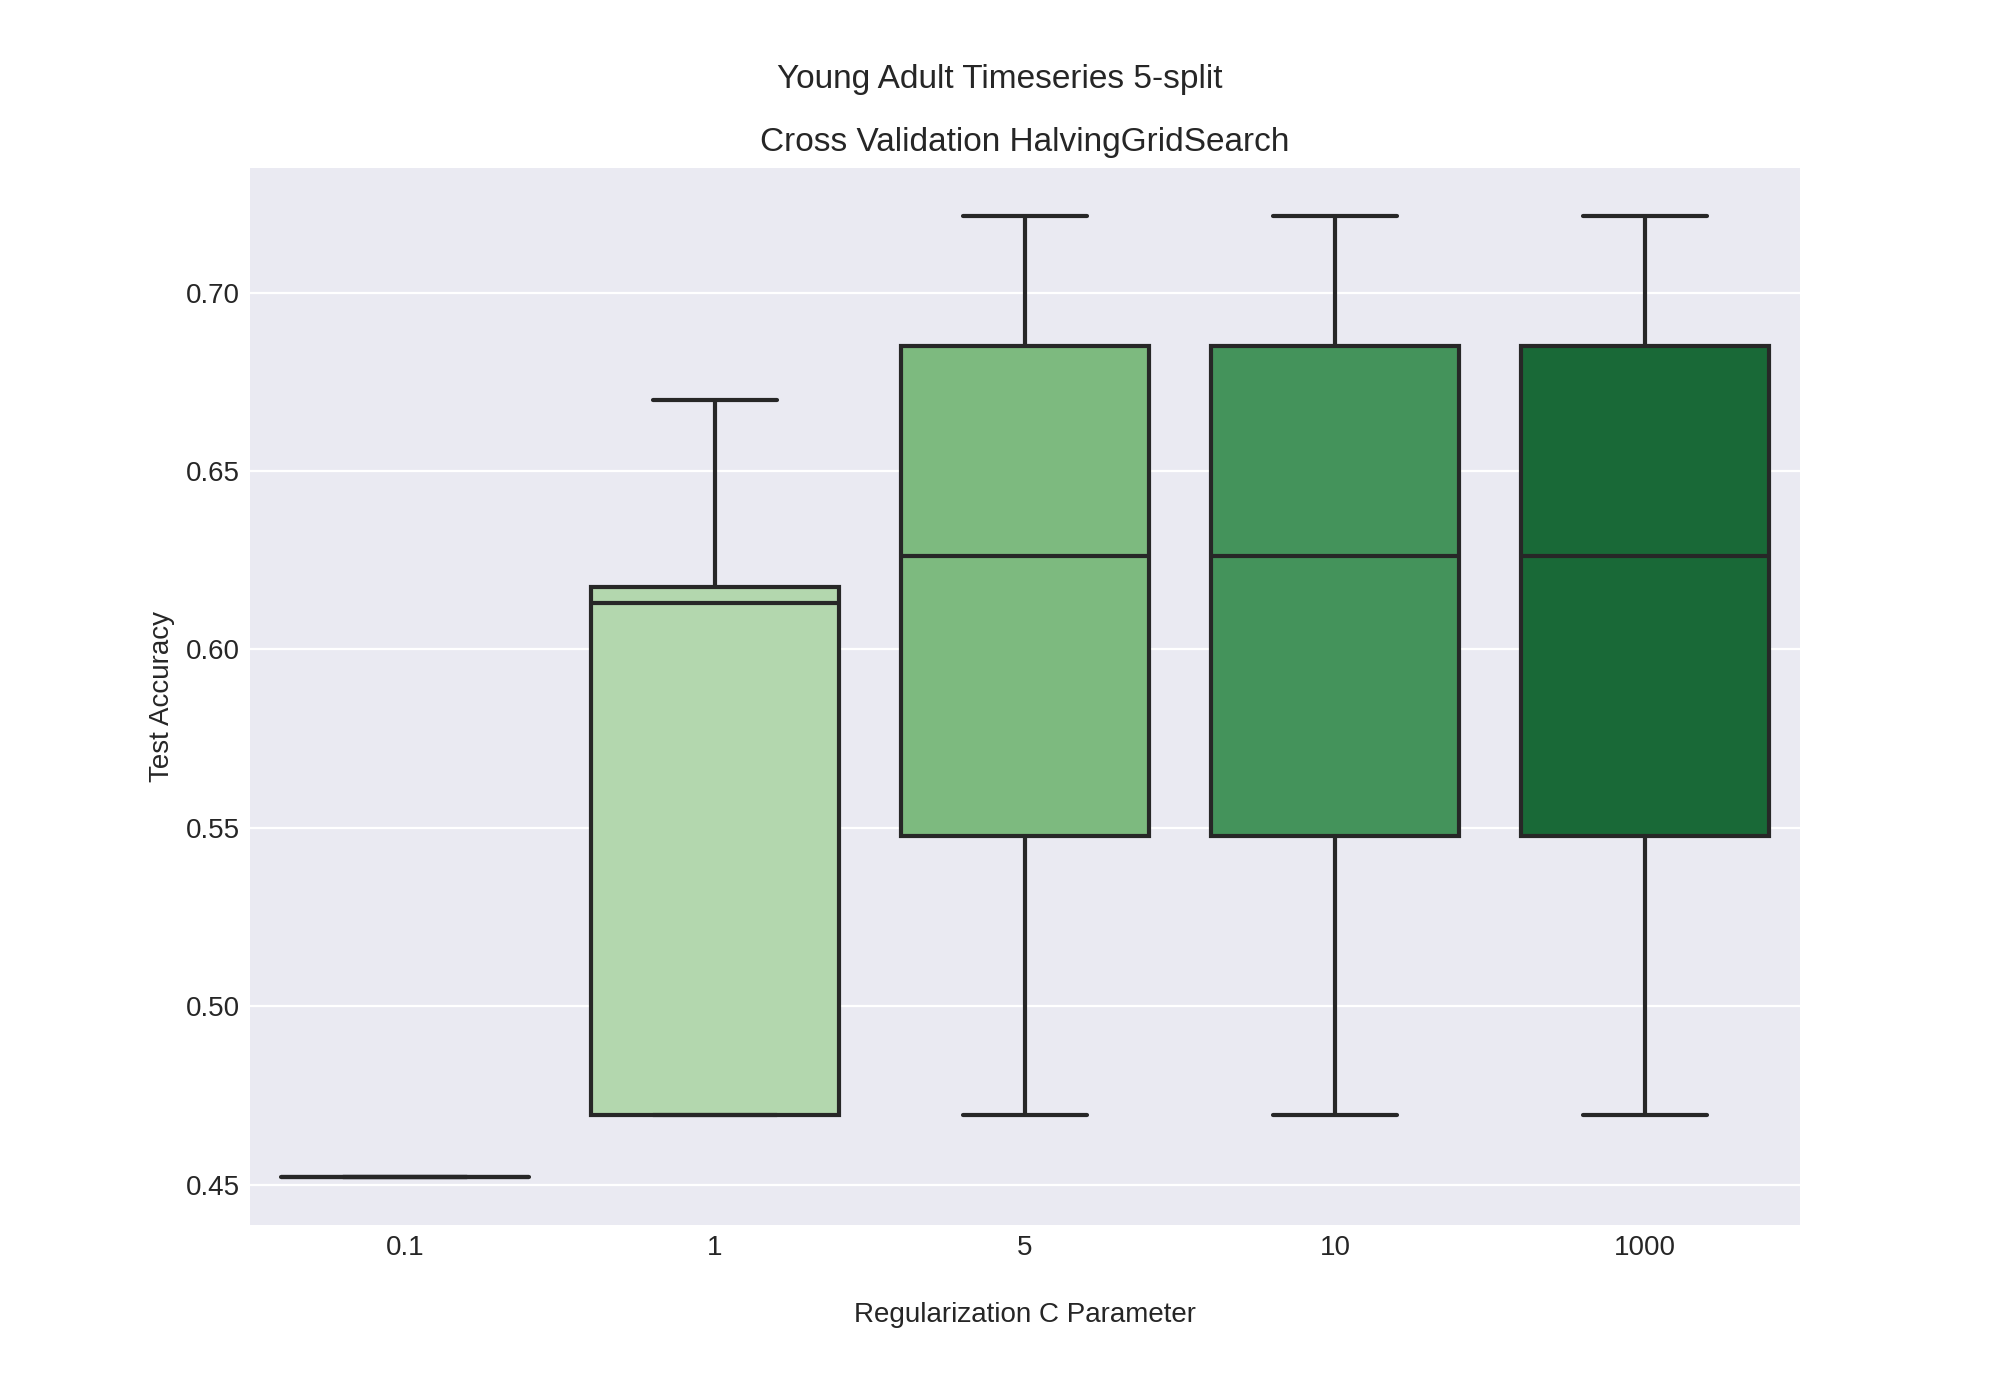 Young Adult Timeseries 5-split
Cross Validation HalvingGridSearch
0.70
0.65
0.60
0.55
0.50
0.45
Test Accuracy
0.1 1 5 10 1000
Regularization C Parameter